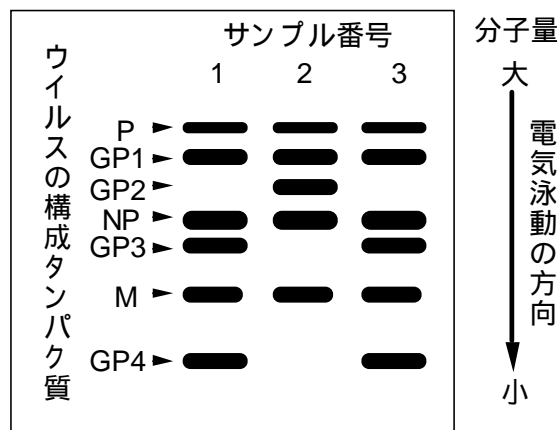 サンプル番号
1 2 3
ウイルスの構成タンパク質
P
GP1
GP2
NP
GP3
M
GP4
分子量
大
電気泳動の方向
小